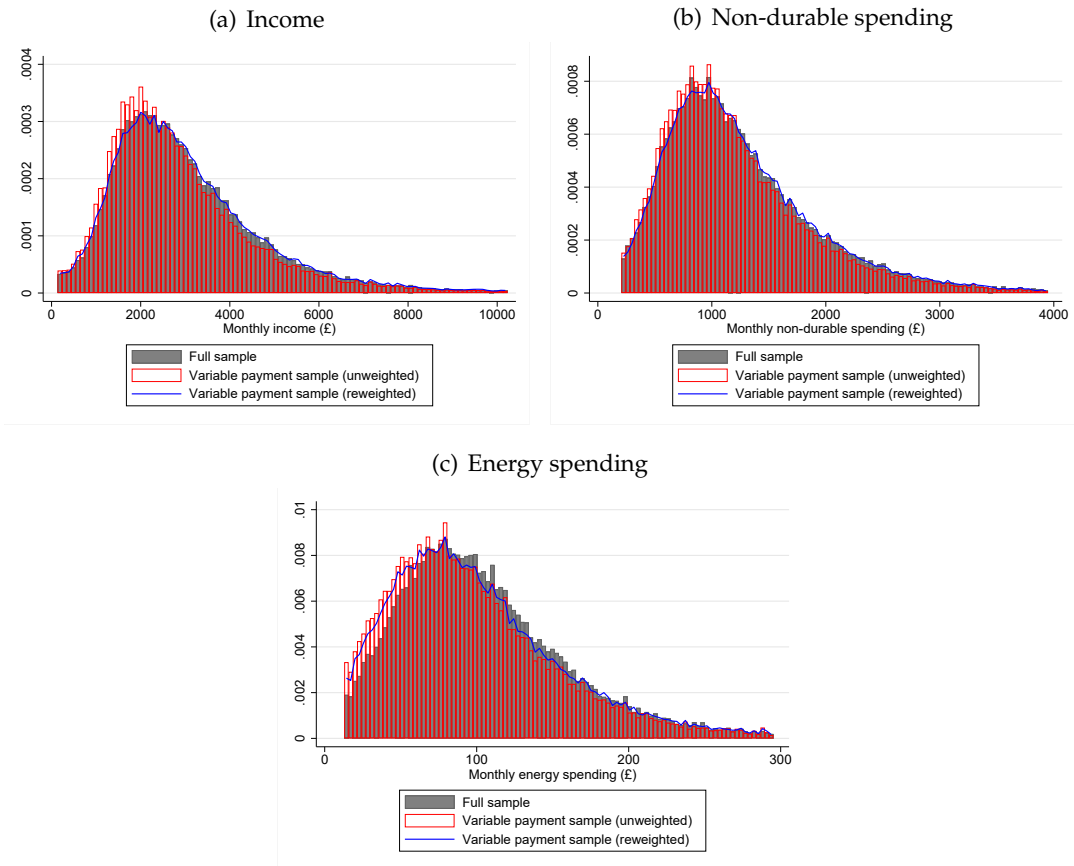 (a) Income
.0004
.0003
.0002
.0001
0
0 2000 4000 6000 8000 10000
Monthly income (£)
Full sample
Variable payment sample (unweighted)
Variable payment sample (reweighted)
(b) Non-durable spending
.0008
.0006
.0004
.0002
0
0 1000 2000 3000 4000
Monthly non-durable spending (£)
Full sample
Variable payment sample (unweighted)
Variable payment sample (reweighted)
(c) Energy spending
.01
.008
.006
.004
.002
0
0 100 200 300
Monthly energy spending (£)
Full sample
Variable payment sample (unweighted)
Variable payment sample (reweighted)